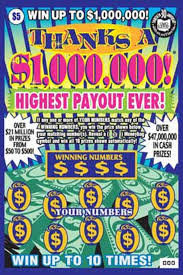 $5
WIN UP TO $1,000,000!
THANKS A
$1,000,000!
HIGHEST PAYOUT EVER!
OVER
$21 MILLION
IN PRIZES
FROM
$50 TO $500!
If any one or more of YOUR NUMBERS match any of the
WINNING NUMBERS, you win the prize shown below
your matching number(s). Reveal a
symbol and win all 10 prizes shown automatically!
OVER
$47,000,000
IN CASH
PRIZES!
WINNING NUMBERS
$ $ $ $
$ $ $ $
YOUR NUMBERS
$ $ $ $ $
WIN UP TO 10 TIMES!